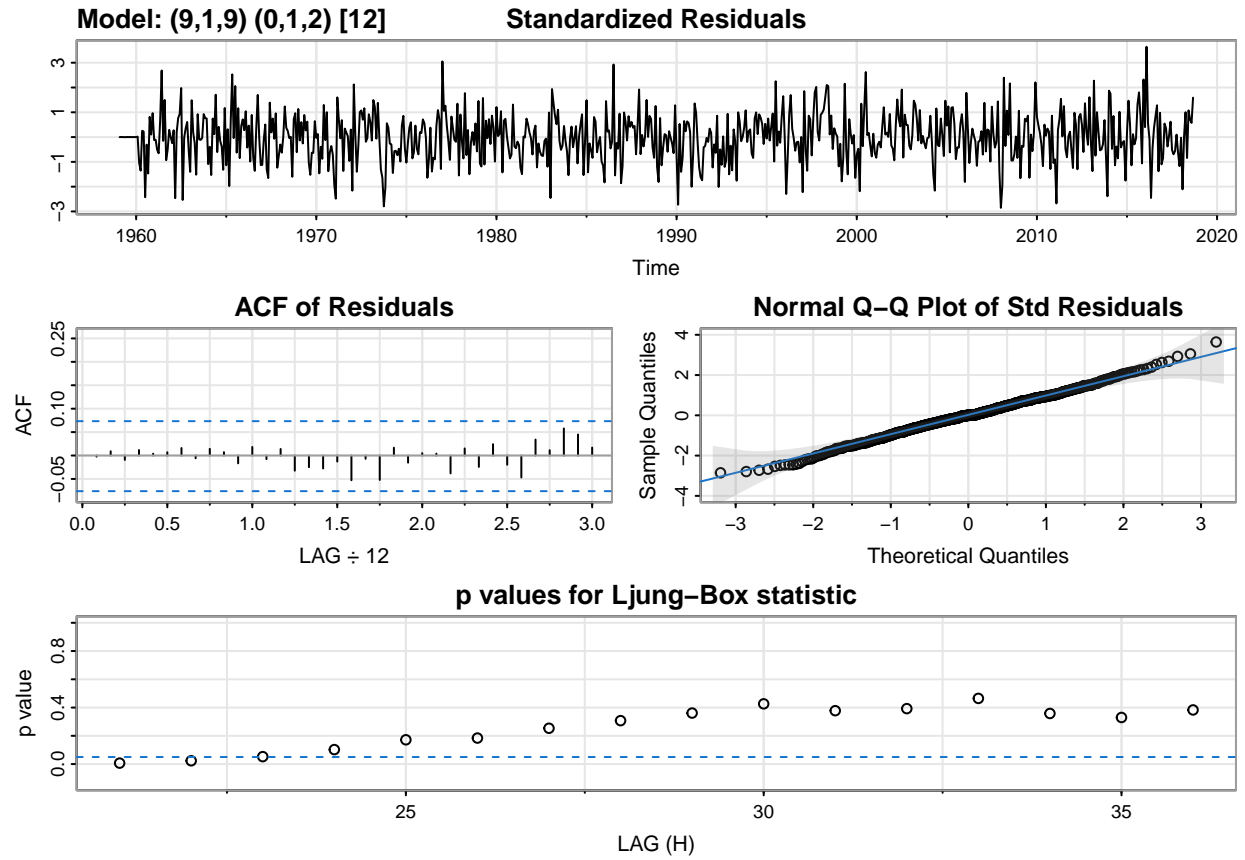 Model: (9,1,9) (0,1,2) [12] Standardized Residuals
3
1
−1
−3
1960 1970 1980 1990 2000 2010 2020
Time
ACF of Residuals
ACF
0.25
0.10
−0.05
0.0 0.5 1.0 1.5 2.0 2.5 3.0
LAG ÷ 12
Normal Q−Q Plot of Std Residuals
Sample Quantiles
4
2
0
−2
−4
−3 −2 −1 0 1 2 3
Theoretical Quantiles
p values for Ljung−Box statistic
p value
0.8
0.4
0.0
25 30 35
LAG (H)